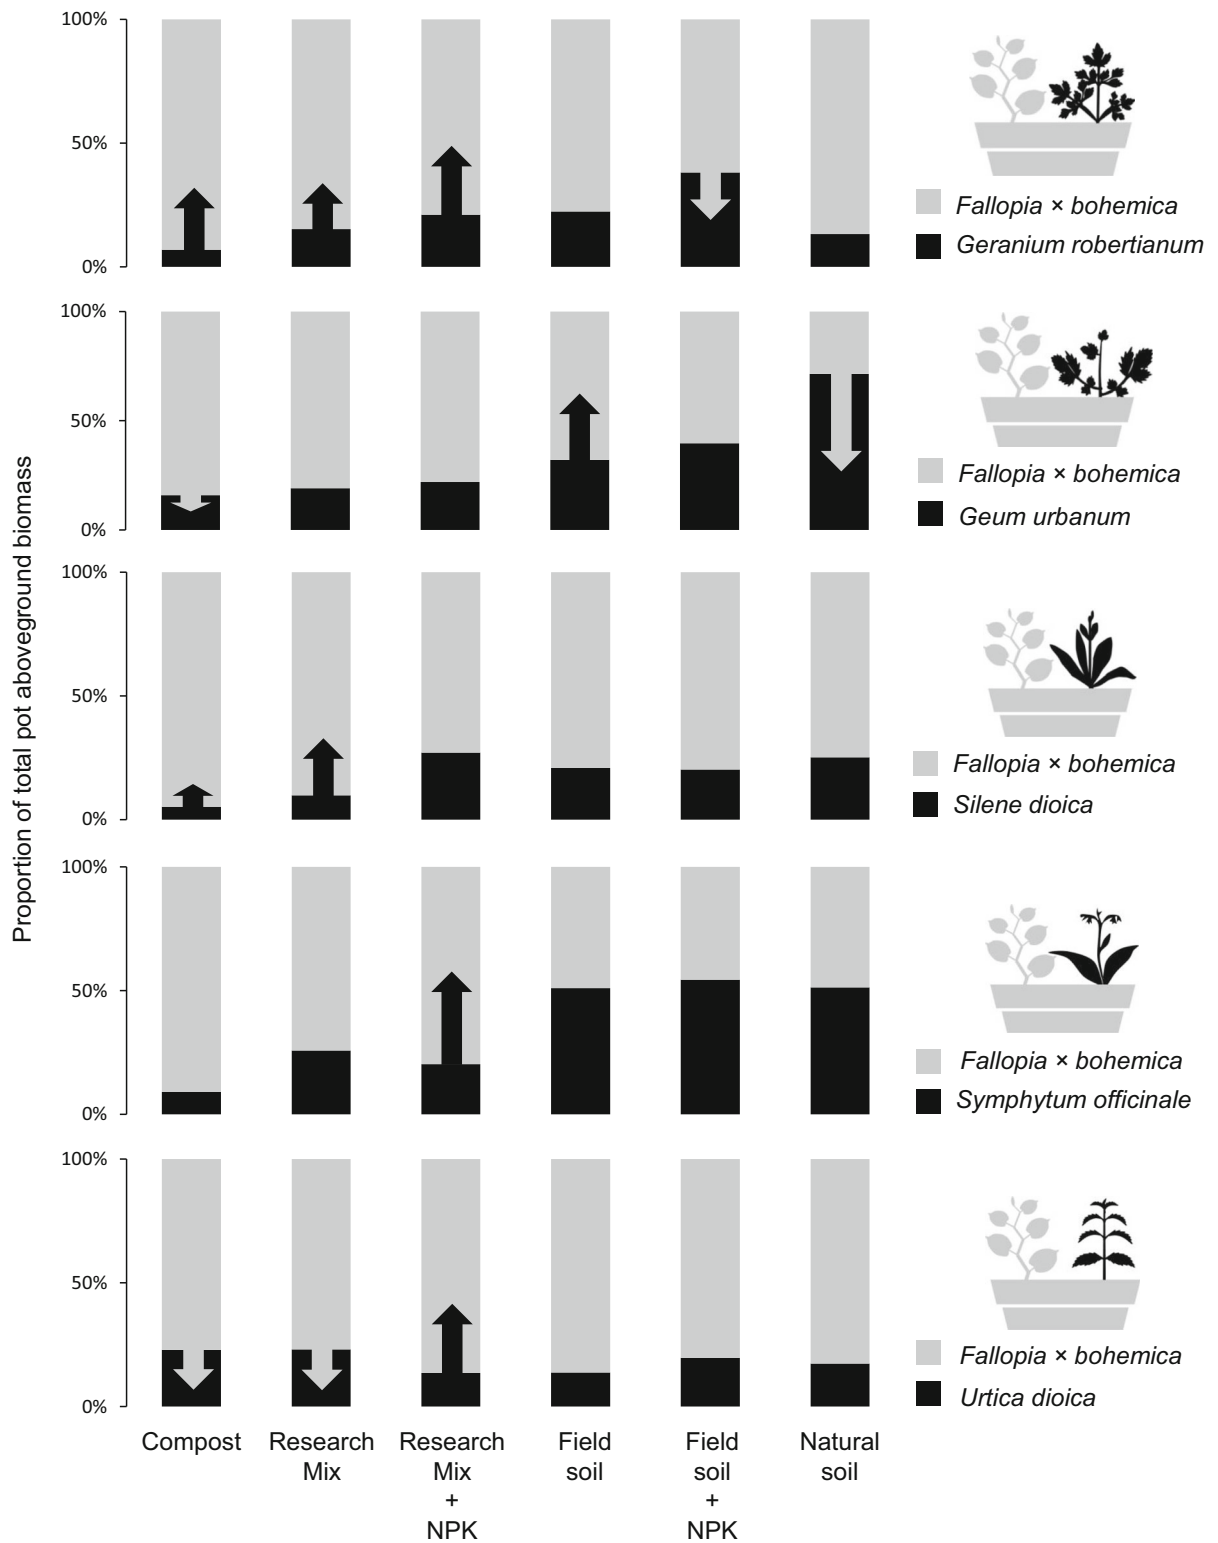 Proportion of total pot aboveground biomass
100%
50%
0%
Fallopia × bohemica
Geranium robertianum
100%
50%
0%
Fallopia × bohemica
Geum urbanum
100%
50%
0%
Fallopia × bohemica
Silene dioica
100%
50%
0%
Fallopia × bohemica
Symphytum officinale
100%
50%
0%
Fallopia × bohemica
Urtica dioica
Compost
Research
Mix
Research
Mix
+
NPK
Field
soil
Field
soil
+
NPK
Natural
soil